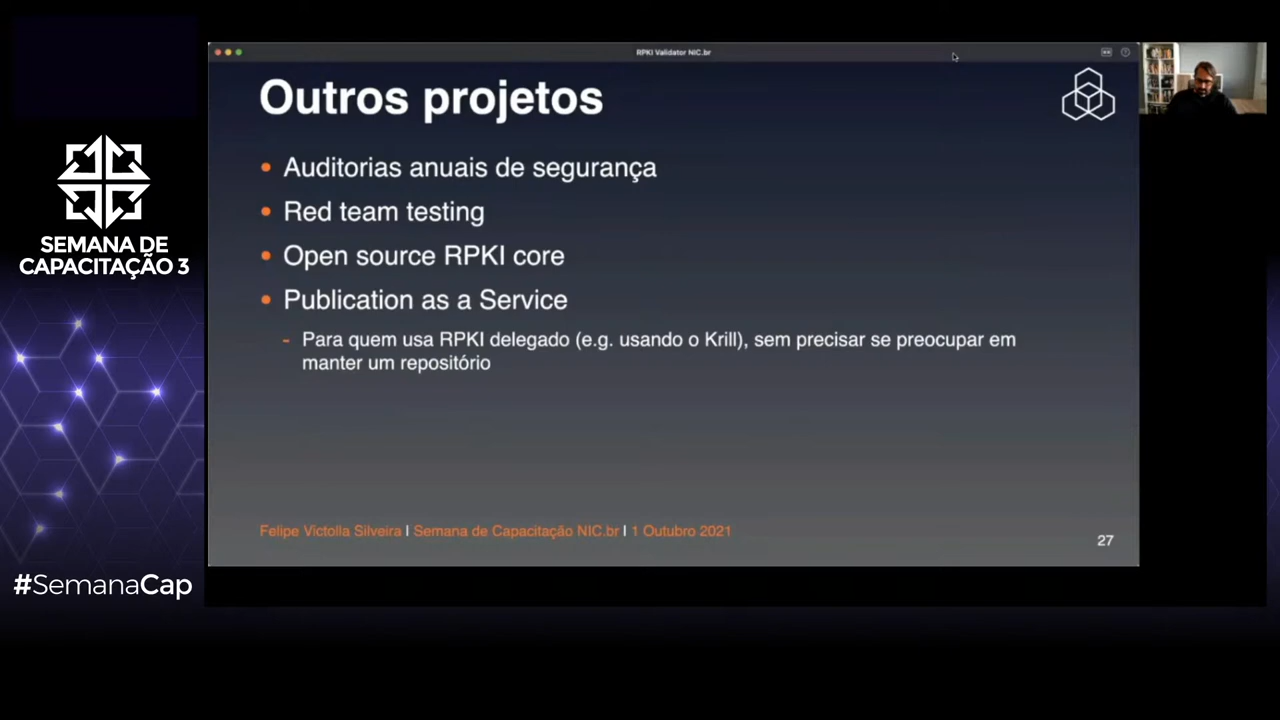 RPKI Validator NIC.br
Outros projetos
• Auditorias anuais de segurança
• Red team testing
• Open source RPKI core
• Publication as a Service
- Para quem usa RPKI delegado (e.g. usando o Krill), sem precisar se preocupar em
manter um repositório
Felipe Victolla Silveira | Semana de Capacitação NIC.br | 1 Outubro 2021
27
SEMANA DE
CAPACITAÇÃO 3
#SemanaCap